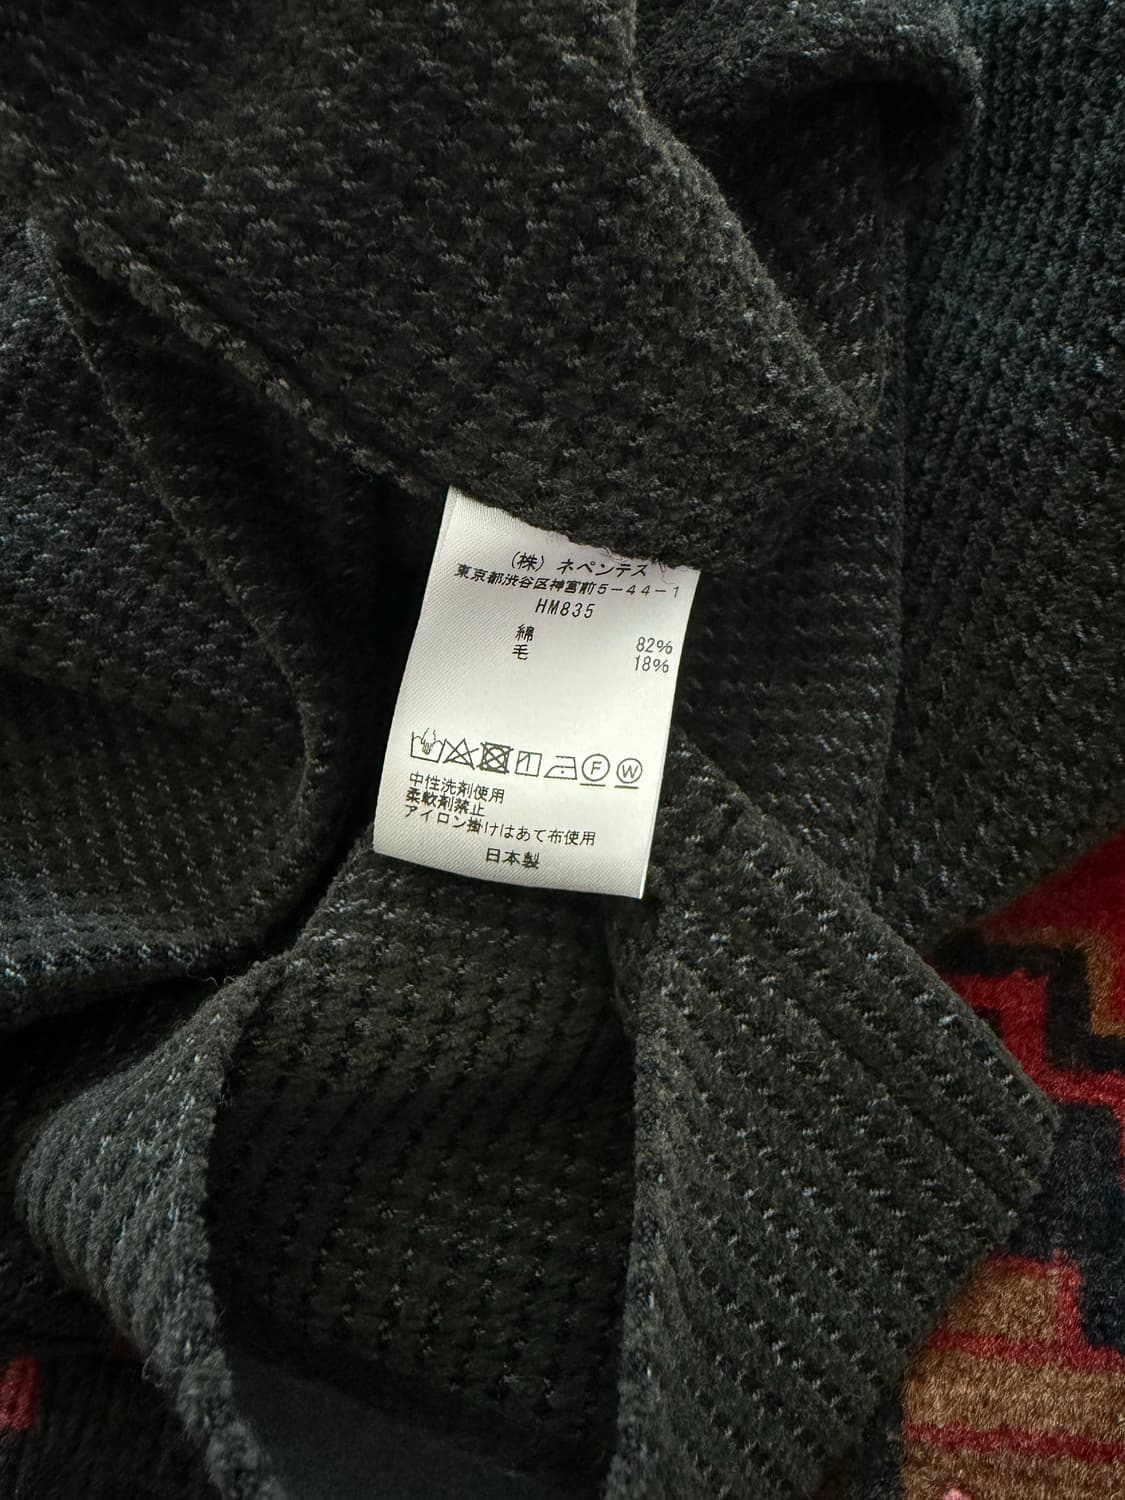 (株) ネペンテス
東京都渋谷区神宮前5-44-1
HM835
綿 82%
毛 18%
F W
中性洗剤使用
柔軟剤禁止
アイロン掛けはあて布使用
日本製